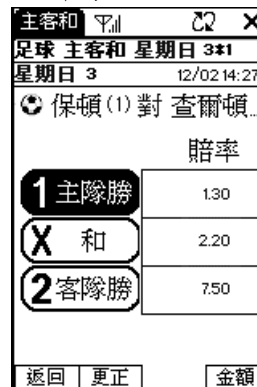 主客和
足球 主客和 星期日 3*1
星期日 3 12/02 14:27
保頓(1)對 查爾頓...
賠率
1 主隊勝 1.30
X 和 2.20
2 客隊勝 7.50
返回 更正 金額